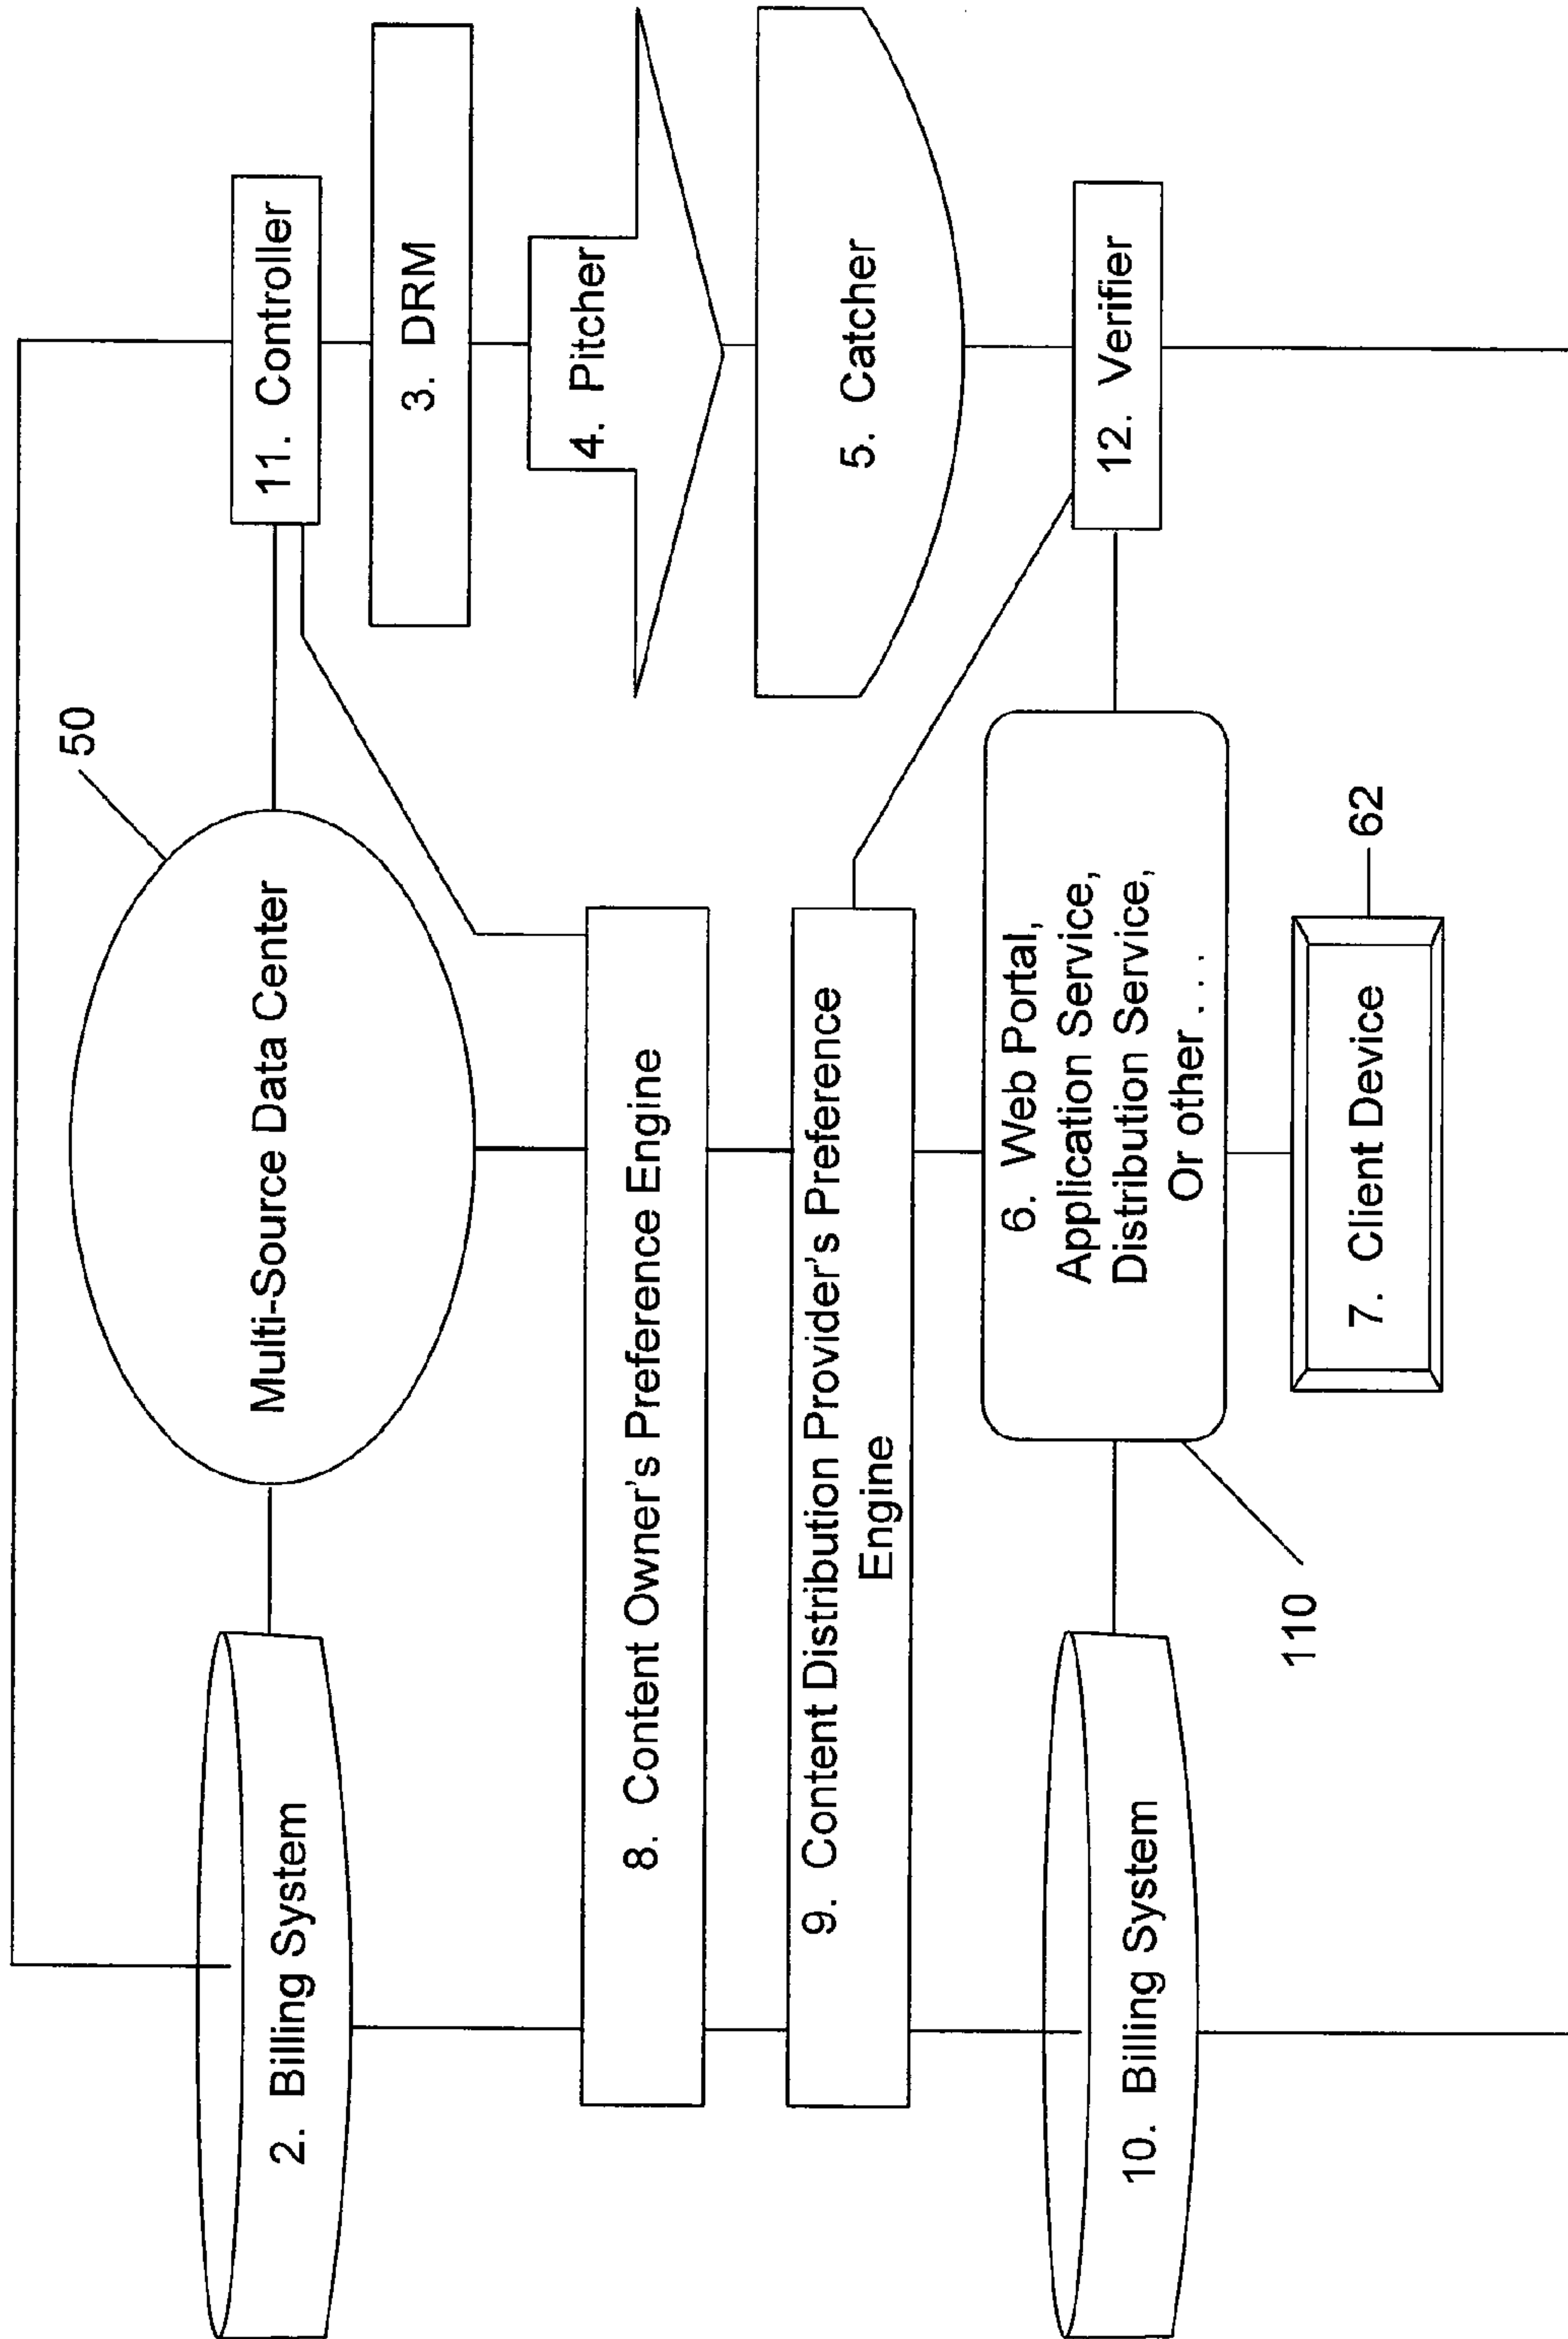 50
2. Billing System
Multi-Source Data Center
11. Controller
3. DRM
4. Pitcher
8. Content Owner's Preference Engine
9. Content Distribution Provider's Preference
Engine
5. Catcher
10. Billing System
6. Web Portal,
Application Service,
Distribution Service,
Or other . . .
12. Verifier
110
7. Client Device
62